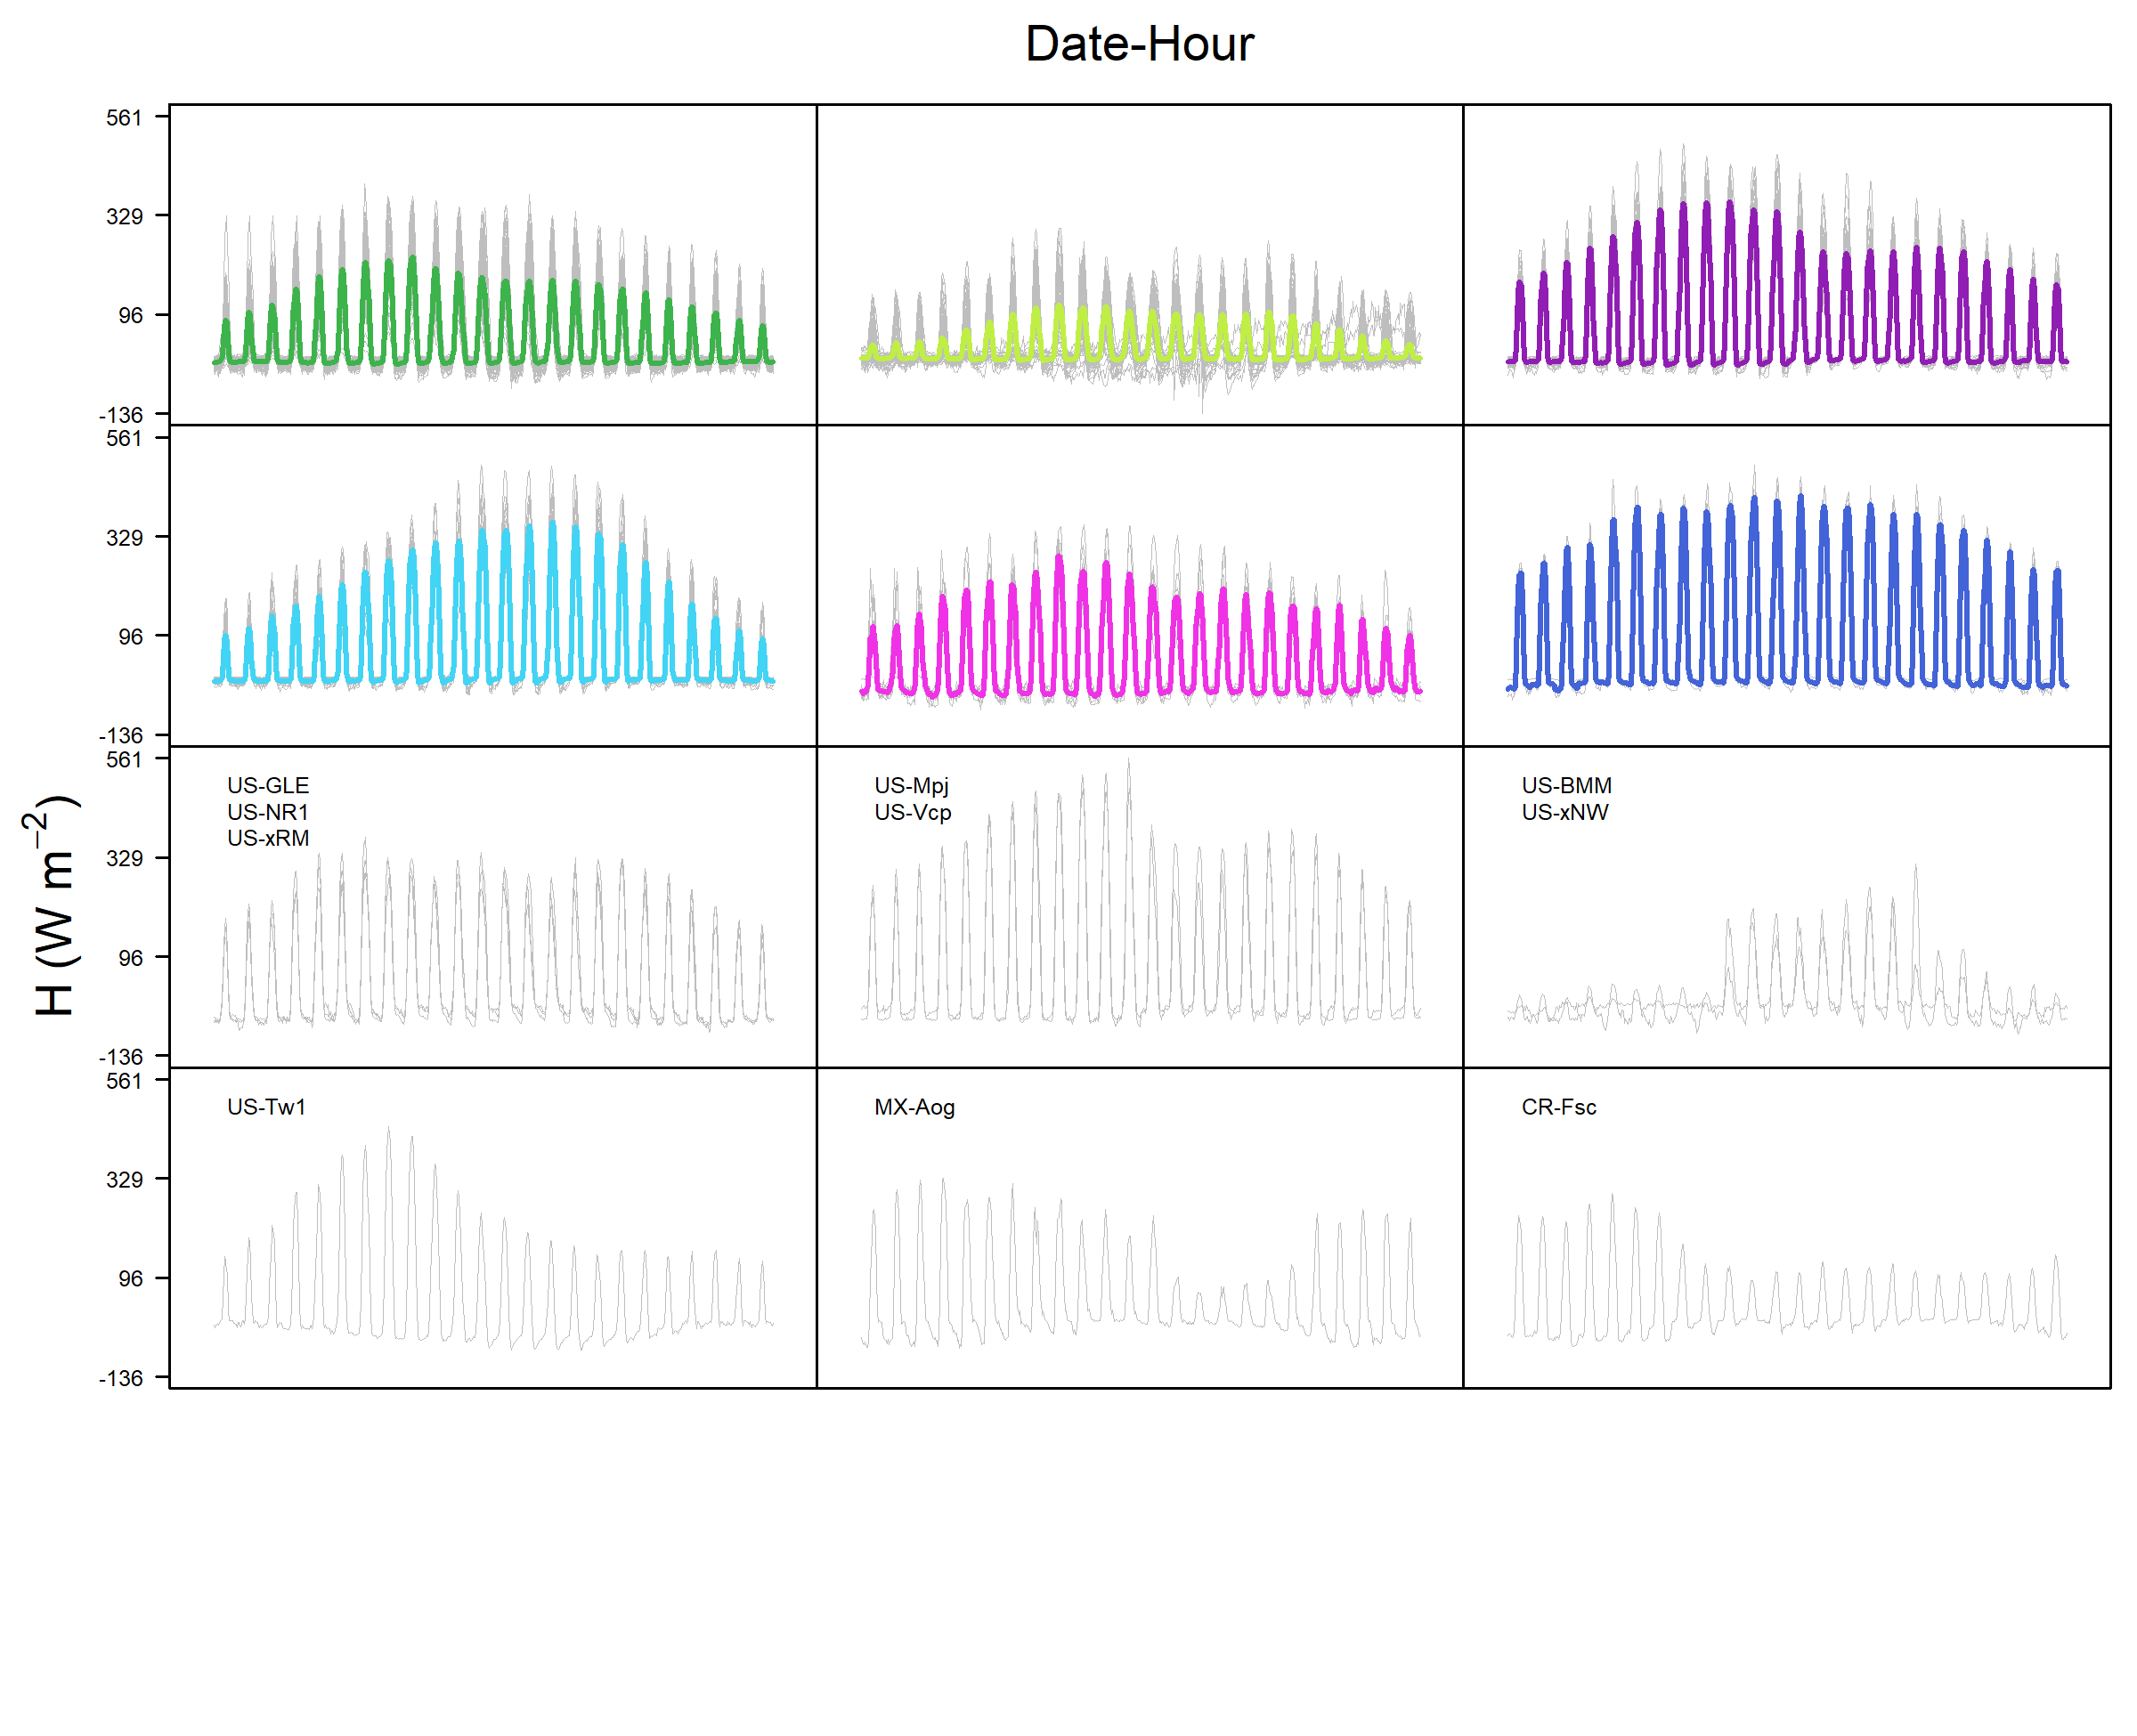 Date-Hour
561
329
96
-136
561
329
96
-136
561
329
96
-136
561
329
96
-136
H (W m⁻²)
US-GLE
US-NR1
US-xRM
US-Mpj
US-Vcp
US-BMM
US-xNW
US-Tw1
MX-Aog
CR-Fsc